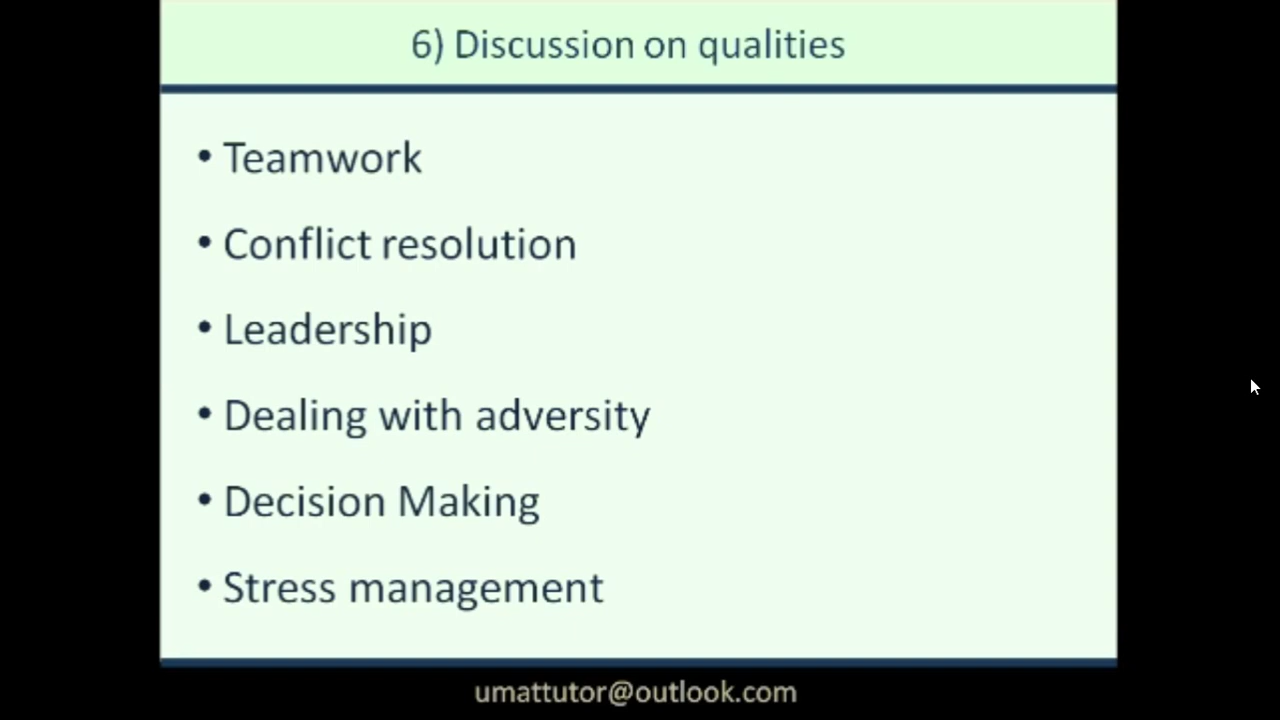 6) Discussion on qualities
• Teamwork
• Conflict resolution
• Leadership
• Dealing with adversity
• Decision Making
• Stress management
umattutor@outlook.com